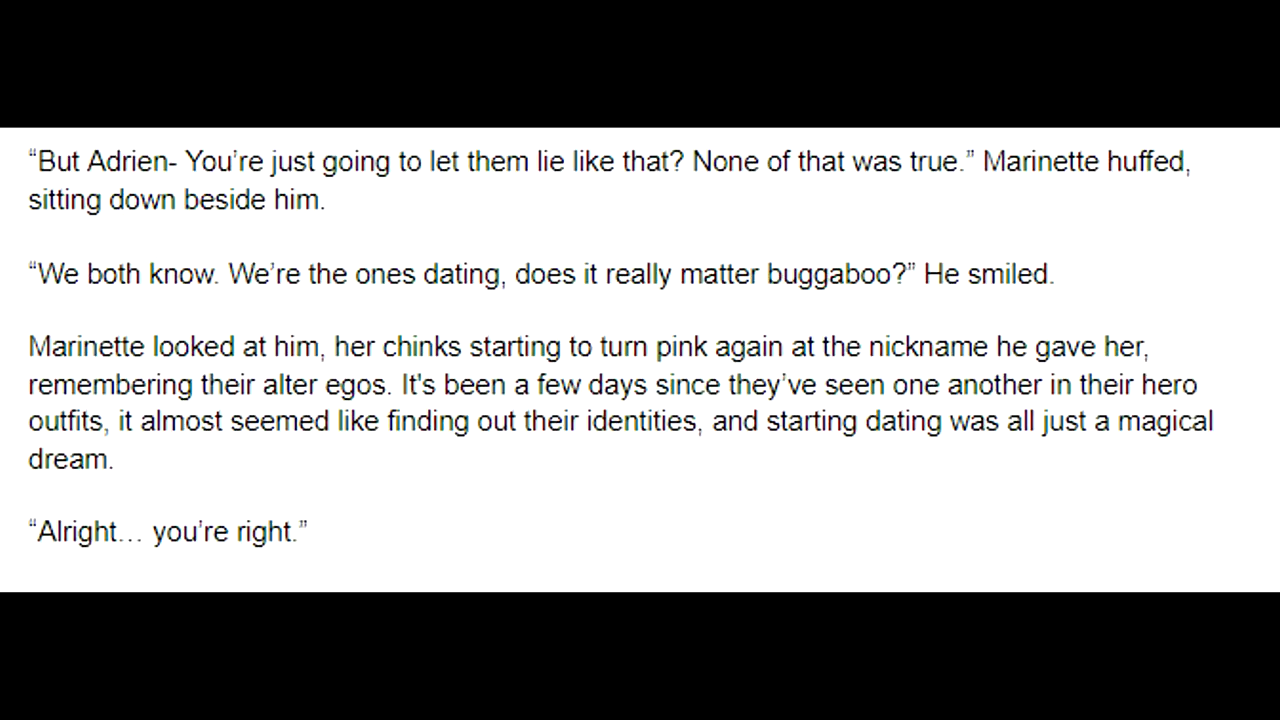 “But Adrien- You’re just going to let them lie like that? None of that was true.” Marinette huffed,
sitting down beside him.
“We both know. We’re the ones dating, does it really matter buggaboo?” He smiled.
Marinette looked at him, her chinks starting to turn pink again at the nickname he gave her,
remembering their alter egos. It's been a few days since they’ve seen one another in their hero
outfits, it almost seemed like finding out their identities, and starting dating was all just a magical
dream.
“Alright… you’re right.”